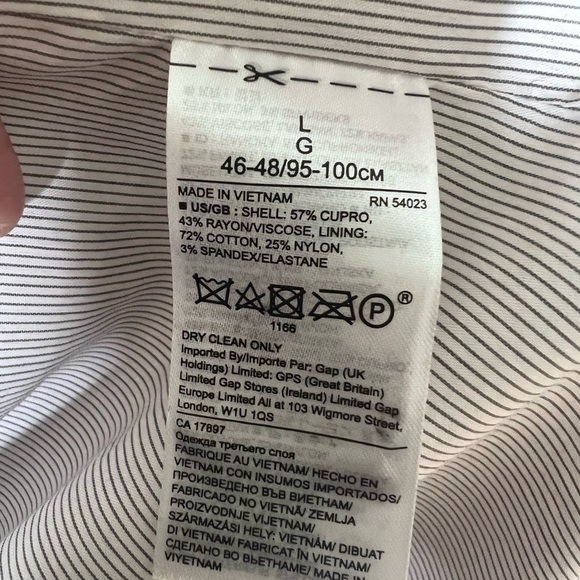 L
G
46-48/95-100CM
MADE IN VIETNAM RN 54023
■ US/GB : SHELL: 57% CUPRO,
43% RAYON/VISCOSE, LINING:
72% COTTON, 25% NYLON,
3% SPANDEX/ELASTANE
P®
1166
DRY CLEAN ONLY
Imported By/Importe Par: Gap (UK
Holdings) Limited: GPS (Great Britain)
Limited Gap Stores (Ireland) Limited Gap
Europe Limited All at 103 Wigmore Street,
London, W1U 1QS
CA 17897
Одежда третьего слоя
FABRIQUE AU VIETNAM/ HECHO EN
VIETNAM CON INSUMOS IMPORTADOS/
ПРОИЗВЕДЕНО ВЪВ ВИЕТНАМ/
FABRICADO NO VIETNÃ/ ZEMLJA
PROIZVODNJE VIJETNAM/
SZÁRMAZÁSI HELY: VIETNÁM/ DIBUAT
DI VIETNAM/ FABRICAT ÎN VIETNAM/
СДЕЛАНО ВО ВЬЕТНАМЕ/ MADE IN
VIYETNAM